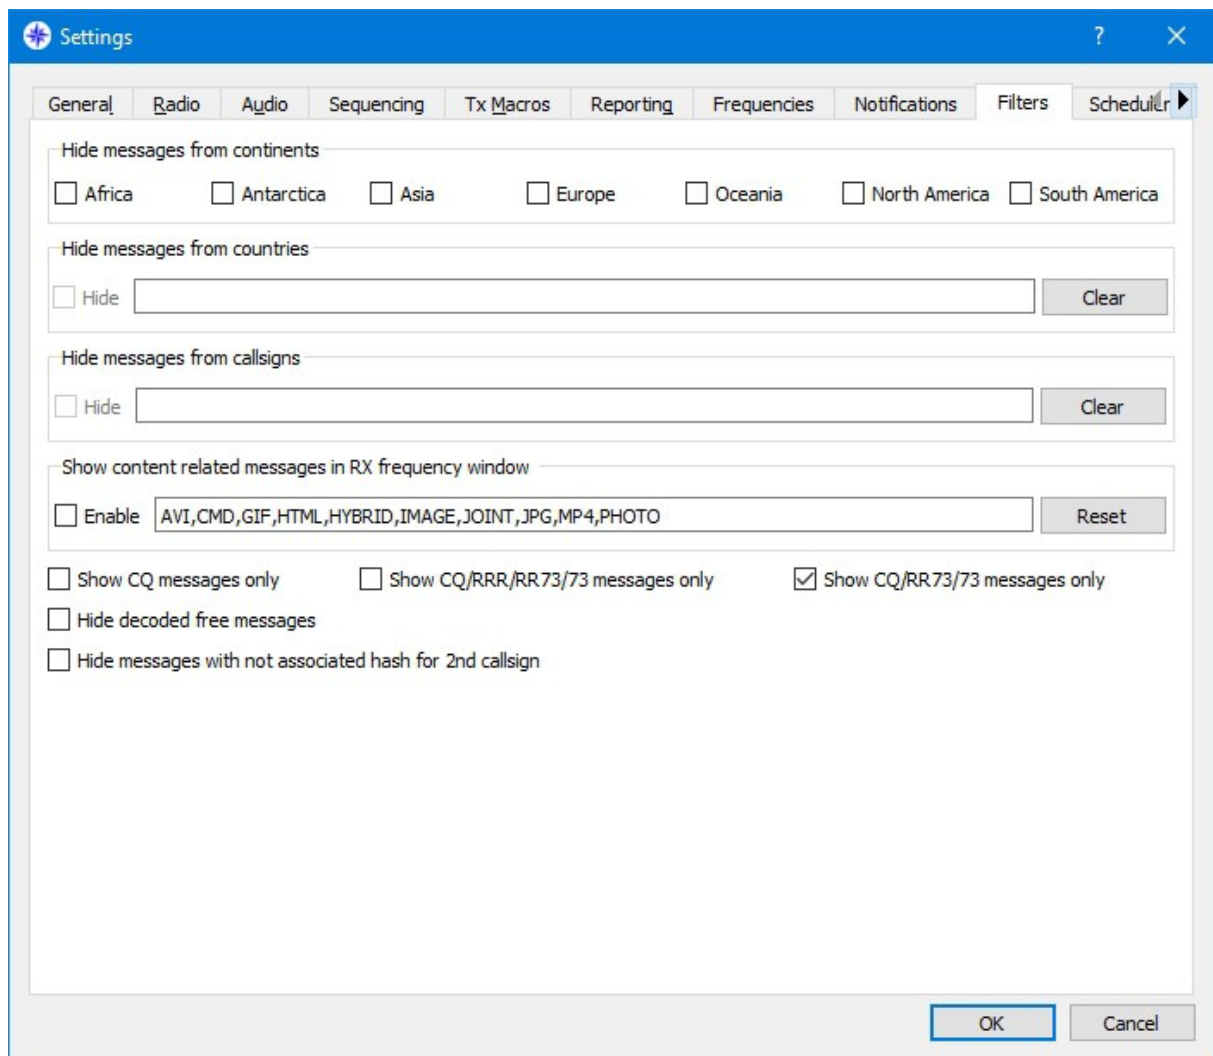 Settings
General Radio Audio Sequencing Tx Macros Reporting Frequencies Notifications Filters
Hide messages from continents
Africa Antarctica Asia Europe Oceania North America South America
Hide messages from countries
Hide Clear
Hide messages from callsigns
Hide Clear
Show content related messages in RX frequency window
Enable AVI,CMD,GIF,HTML,HYBRID,IMAGE,JOINT,JPG,MP4,PHOTO Reset
Show CQ messages only Show CQ/RRR/RR73/73 messages only Show CQ/RR73/73 messages only
Hide decoded free messages
Hide messages with not associated hash for 2nd callsign
OK Cancel